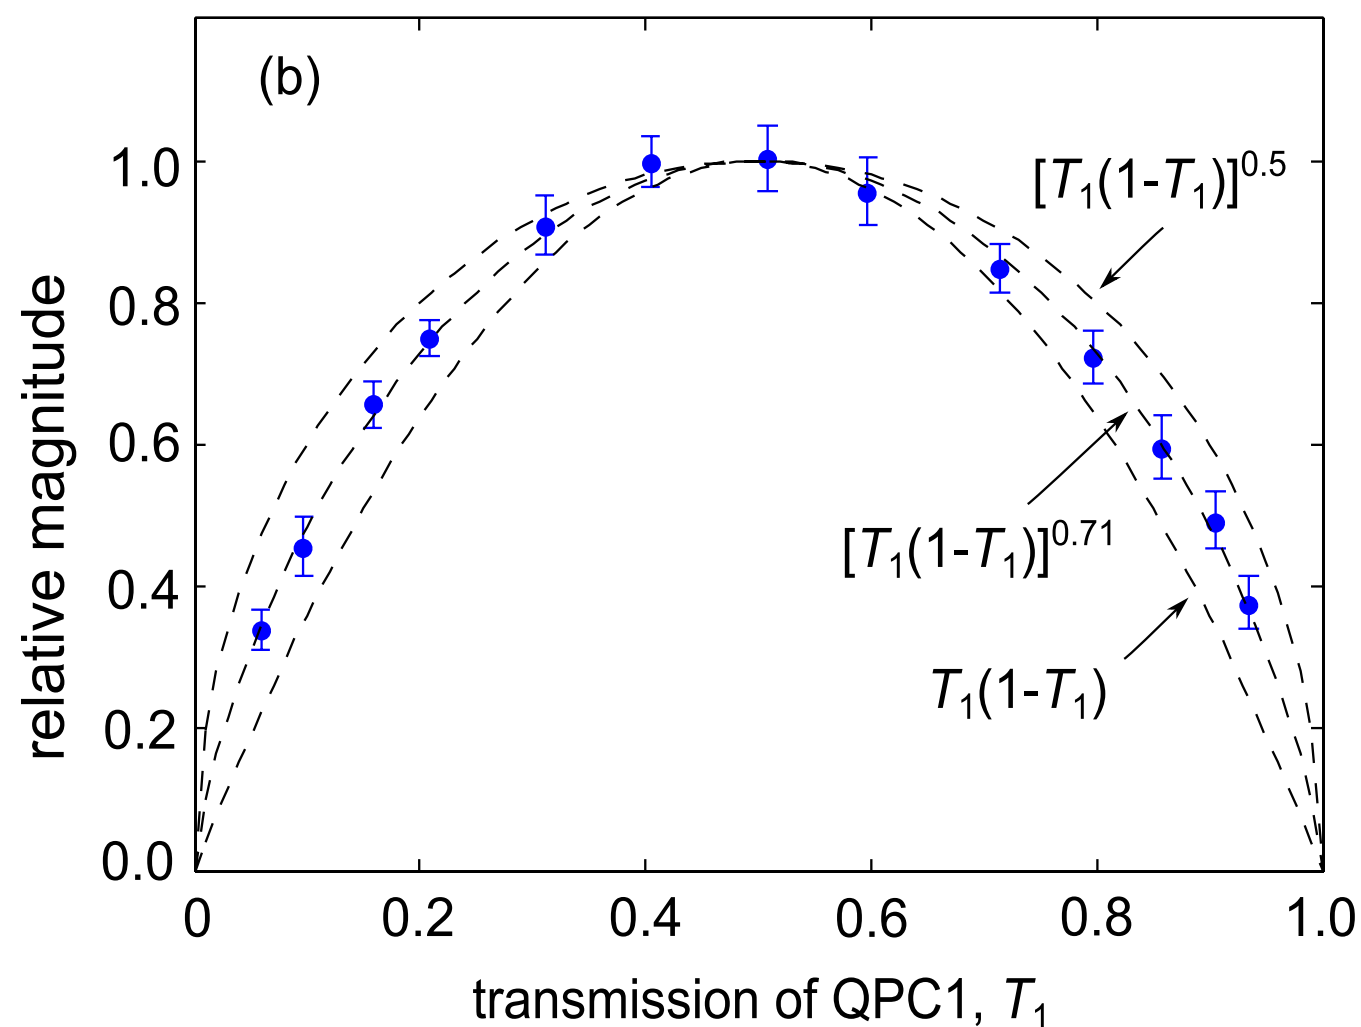 (b)
1.0
0.8
0.6
0.4
0.2
0.0
relative magnitude
[T₁(1-T₁)]⁰·⁵
[T₁(1-T₁)]⁰·⁷¹
T₁(1-T₁)
0 0.2 0.4 0.6 0.8 1.0
transmission of QPC1, T₁